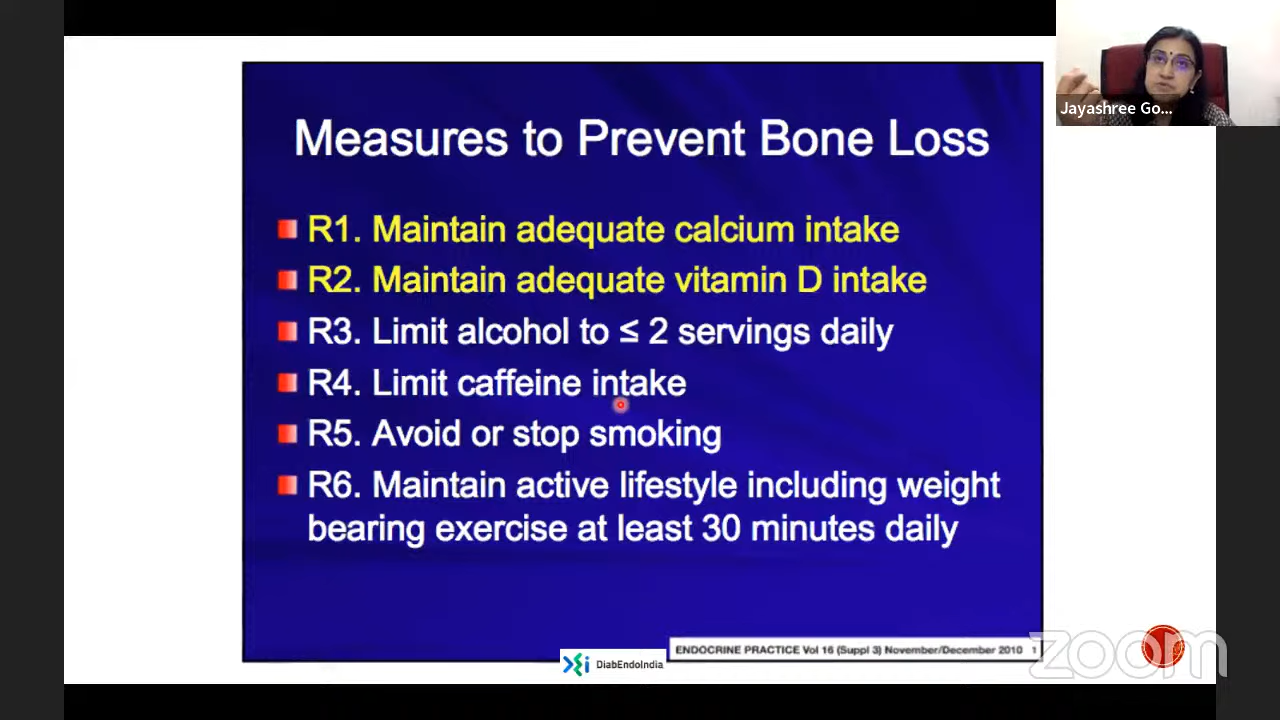 Jayashree Go...
Measures to Prevent Bone Loss
R1. Maintain adequate calcium intake
R2. Maintain adequate vitamin D intake
R3. Limit alcohol to ≤ 2 servings daily
R4. Limit caffeine intake
R5. Avoid or stop smoking
R6. Maintain active lifestyle including weight
bearing exercise at least 30 minutes daily
ENDOCRINE PRACTICE Vol 16 (Suppl 3) November/December 2010 1
DiabEndoIndia
zoom